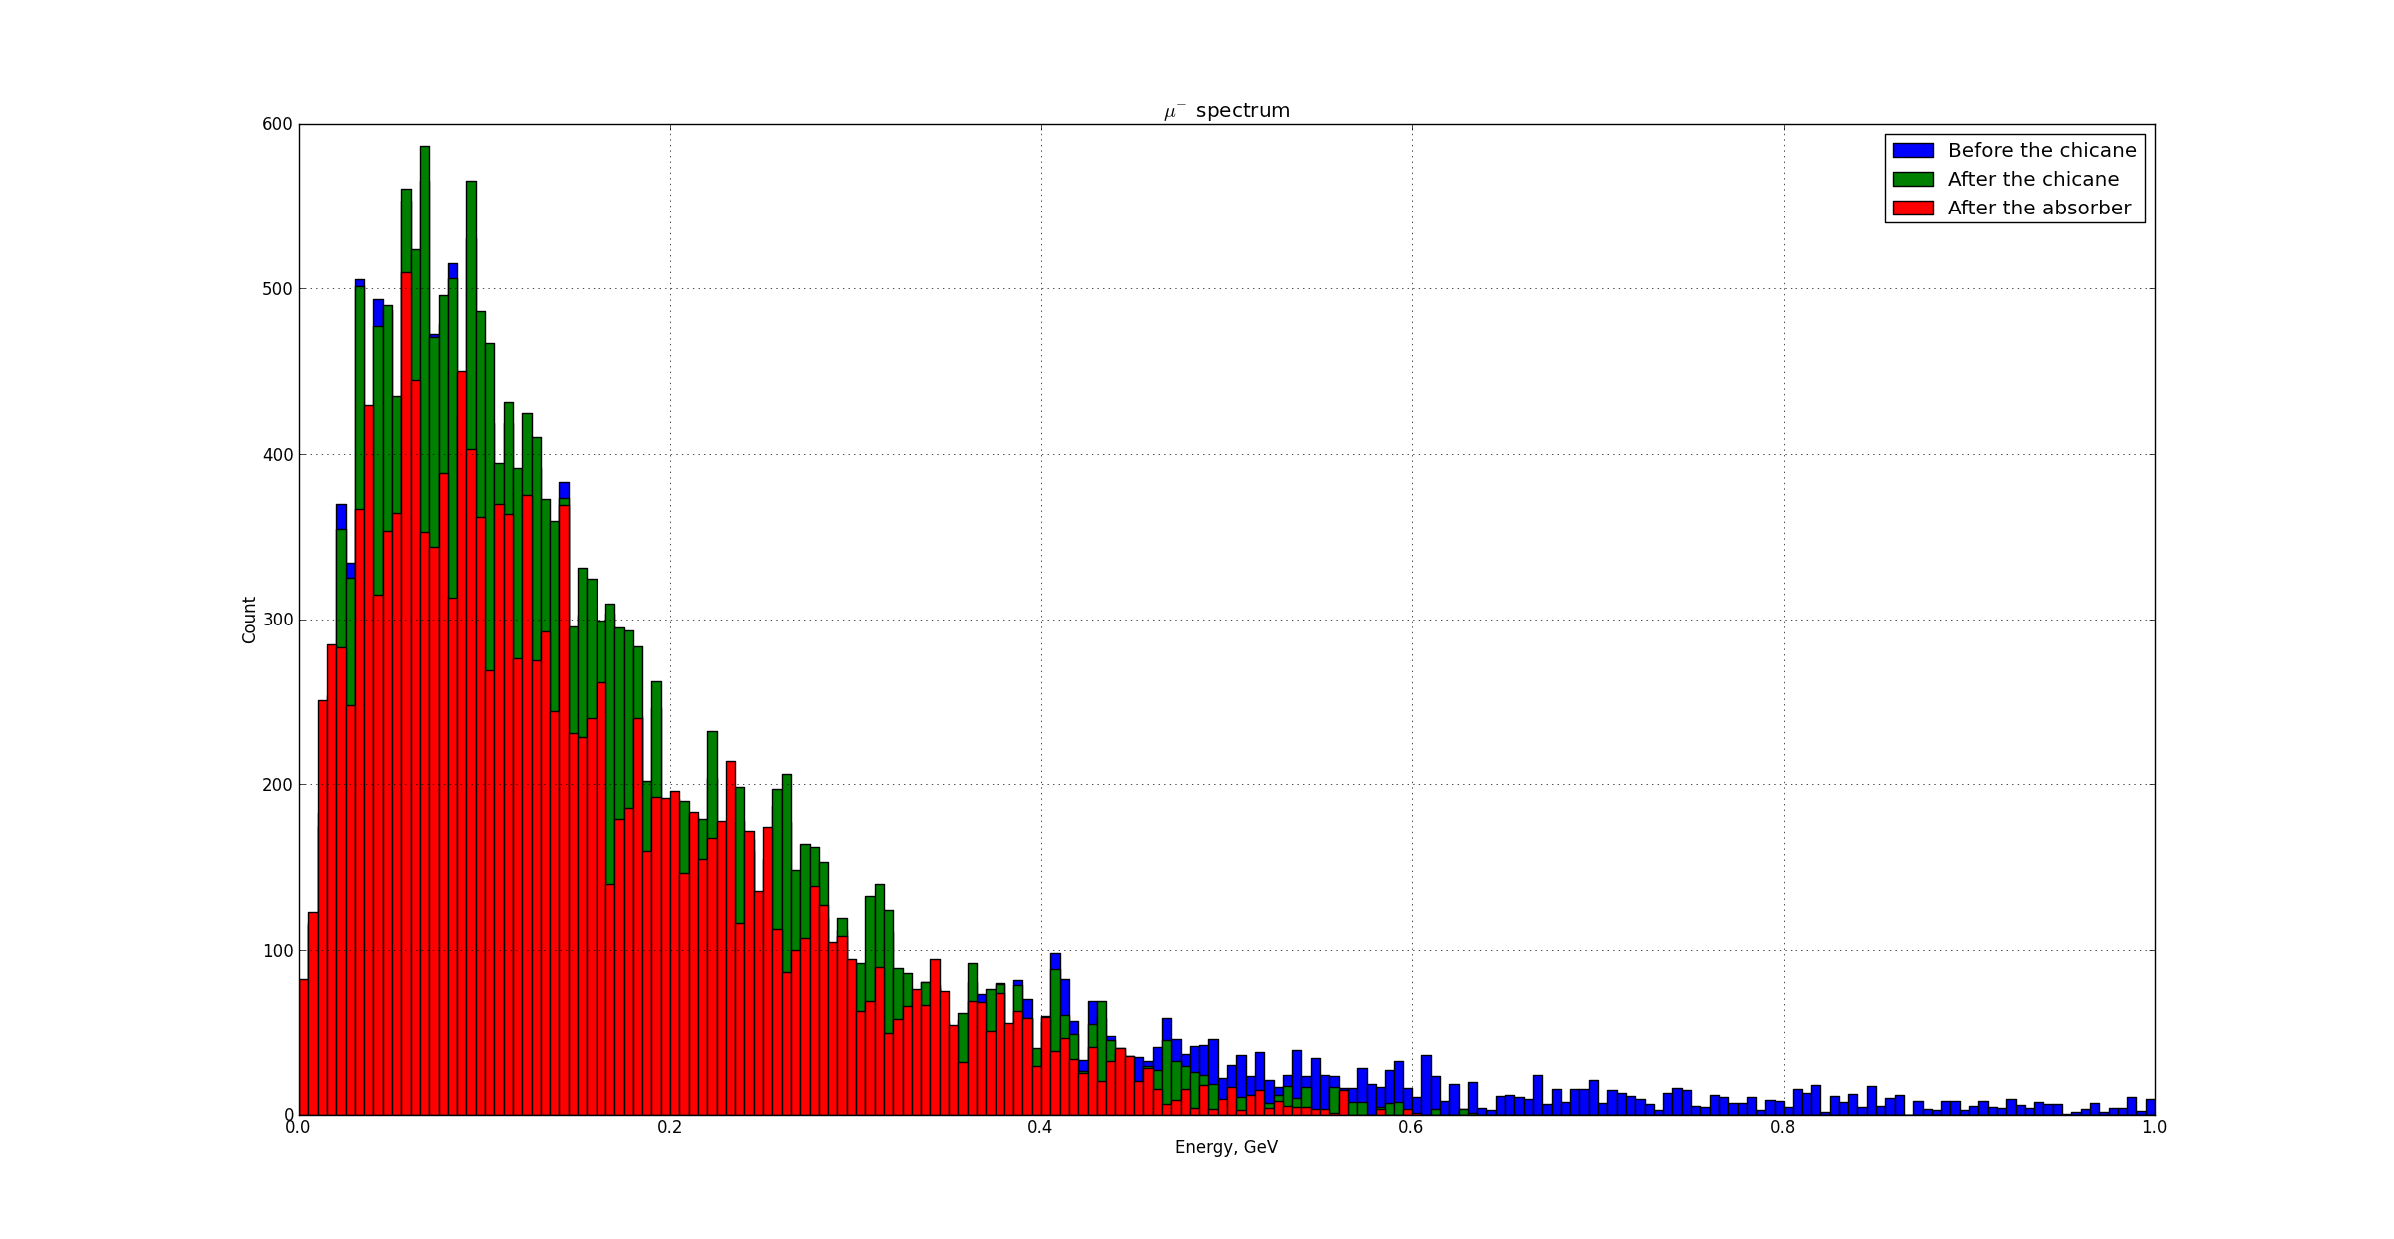 μ⁻ spectrum
600
500
400
300
200
100
0
Count
Before the chicane
After the chicane
After the absorber
0.0
0.2
0.4
0.6
0.8
1.0
Energy, GeV